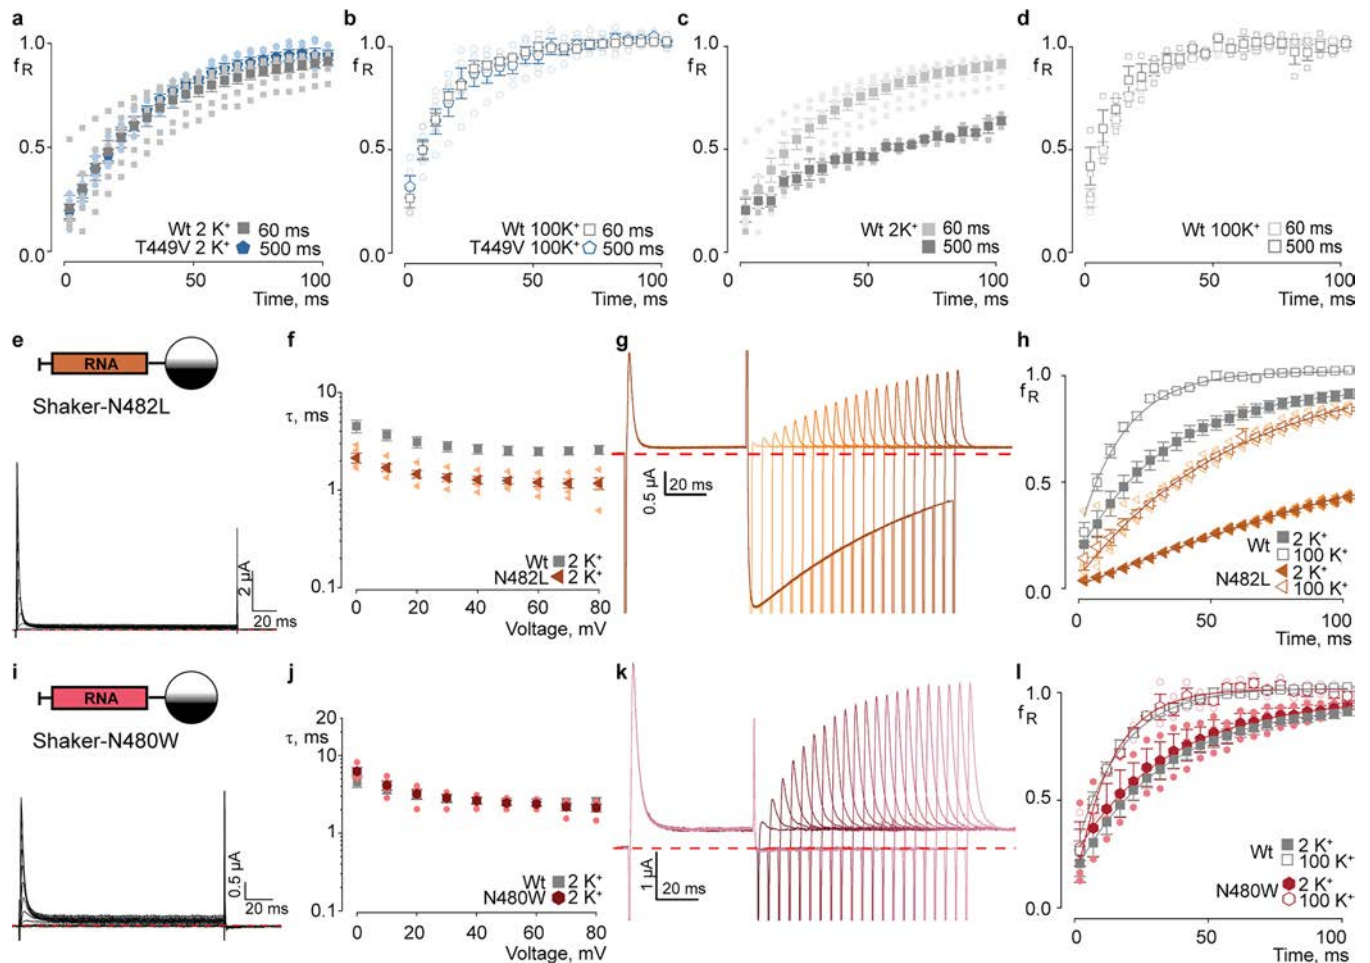 a
1.0
fR
0.5
0.0
Wt 2 K⁺ 60 ms
T449V 2 K⁺ 500 ms
0 50 100
Time, ms
b
1.0
fR
0.5
0.0
Wt 100K⁺ 60 ms
T449V 100K⁺ 500 ms
0 50 100
Time, ms
c
1.0
fR
0.5
0.0
Wt 2K⁺ 60 ms
500 ms
0 50 100
Time, ms
d
1.0
fR
0.5
0.0
Wt 100K⁺ 60 ms
500 ms
0 50 100
Time, ms
e
RNA
Shaker-N482L
2 µA
20 ms
f
10
τ, ms
1
0.1
Wt 2 K⁺
N482L 2 K⁺
0 20 40 60 80
Voltage, mV
g
0.5 µA
20 ms
h
1.0
fR
0.5
0.0
Wt 2 K⁺
100 K⁺
N482L 2 K⁺
100 K⁺
0 50 100
Time, ms
i
RNA
Shaker-N480W
0.5 µA
20 ms
j
20
τ, ms
10
1
0.1
Wt 2 K⁺
N480W 2 K⁺
0 20 40 60 80
Voltage, mV
k
1 µA
20 ms
l
1.0
fR
0.5
0.0
Wt 2 K⁺
100 K⁺
N480W 2 K⁺
100 K⁺
0 50 100
Time, ms